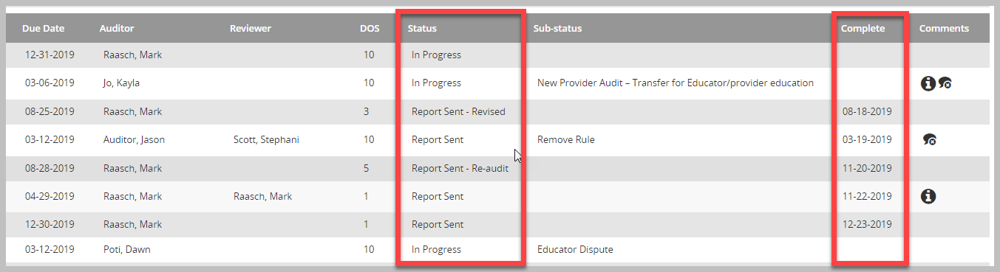 Due Date Auditor Reviewer DOS Status Sub-status Complete Comments
12-31-2019 Raasch, Mark 10 In Progress
03-06-2019 Jo, Kayla 10 In Progress New Provider Audit – Transfer for Educator/provider education
08-25-2019 Raasch, Mark 3 Report Sent - Revised 08-18-2019
03-12-2019 Auditor, Jason Scott, Stephani 10 Report Sent Remove Rule 03-19-2019
08-28-2019 Raasch, Mark 5 Report Sent - Re-audit 11-20-2019
04-29-2019 Raasch, Mark Raasch, Mark 1 Report Sent 11-22-2019
12-30-2019 Raasch, Mark 1 Report Sent 12-23-2019
03-12-2019 Poti, Dawn 10 In Progress Educator Dispute